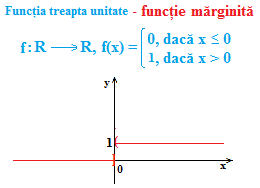 Funcția treapta unitate - funcție mărginită
f : R ⟶ R, f(x) = { 0, dacă x ≤ 0
1, dacă x > 0
y
1
0
x